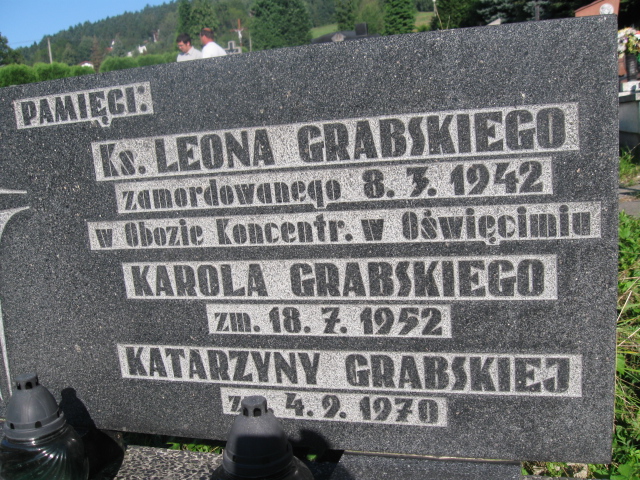 PAMIĘCI:
Ks. LEONA GRABSKIEGO
zamordowanego 8. 3. 1942
w Obozie Koncentr. w Oświęcimiu
KAROLA GRABSKIEGO
zm. 18. 7. 1952
KATARZYNY GRABSKIEJ
4. 9. 1970